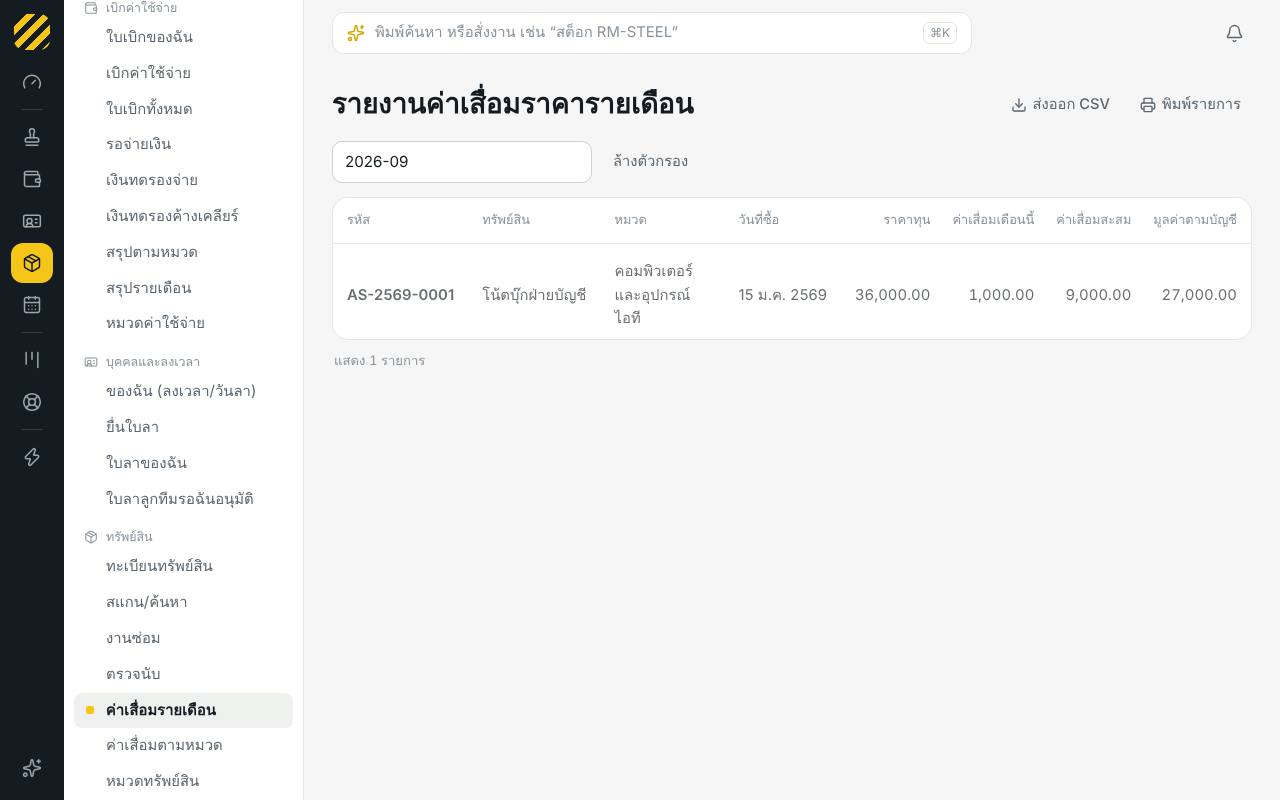 เบิกค่าใช้จ่าย
ใบเบิกของฉัน
เบิกค่าใช้จ่าย
ใบเบิกทั้งหมด
รอจ่ายเงิน
เงินทดรองจ่าย
เงินทดรองค้างเคลียร์
สรุปตามหมวด
สรุปรายเดือน
หมวดค่าใช้จ่าย
บุคคลและลงเวลา
ของฉัน (ลงเวลา/วันลา)
ยื่นใบลา
ใบลาของฉัน
ใบลาลูกทีมรอฉันอนุมัติ
ทรัพย์สิน
ทะเบียนทรัพย์สิน
สแกน/ค้นหา
งานซ่อม
ตรวจนับ
ค่าเสื่อมรายเดือน
ค่าเสื่อมตามหมวด
หมวดทรัพย์สิน
พิมพ์ค้นหา หรือสั่งงาน เช่น “สต็อก RM-STEEL” ⌘K
รายงานค่าเสื่อมราคารายเดือน ส่งออก CSV พิมพ์รายการ
2026-09 ล้างตัวกรอง
รหัส ทรัพย์สิน หมวด วันที่ซื้อ ราคาทุน ค่าเสื่อมเดือนนี้ ค่าเสื่อมสะสม มูลค่าตามบัญชี
AS-2569-0001 โน้ตบุ๊กฝ่ายบัญชี คอมพิวเตอร์และอุปกรณ์ไอที 15 ม.ค. 2569 36,000.00 1,000.00 9,000.00 27,000.00
แสดง 1 รายการ